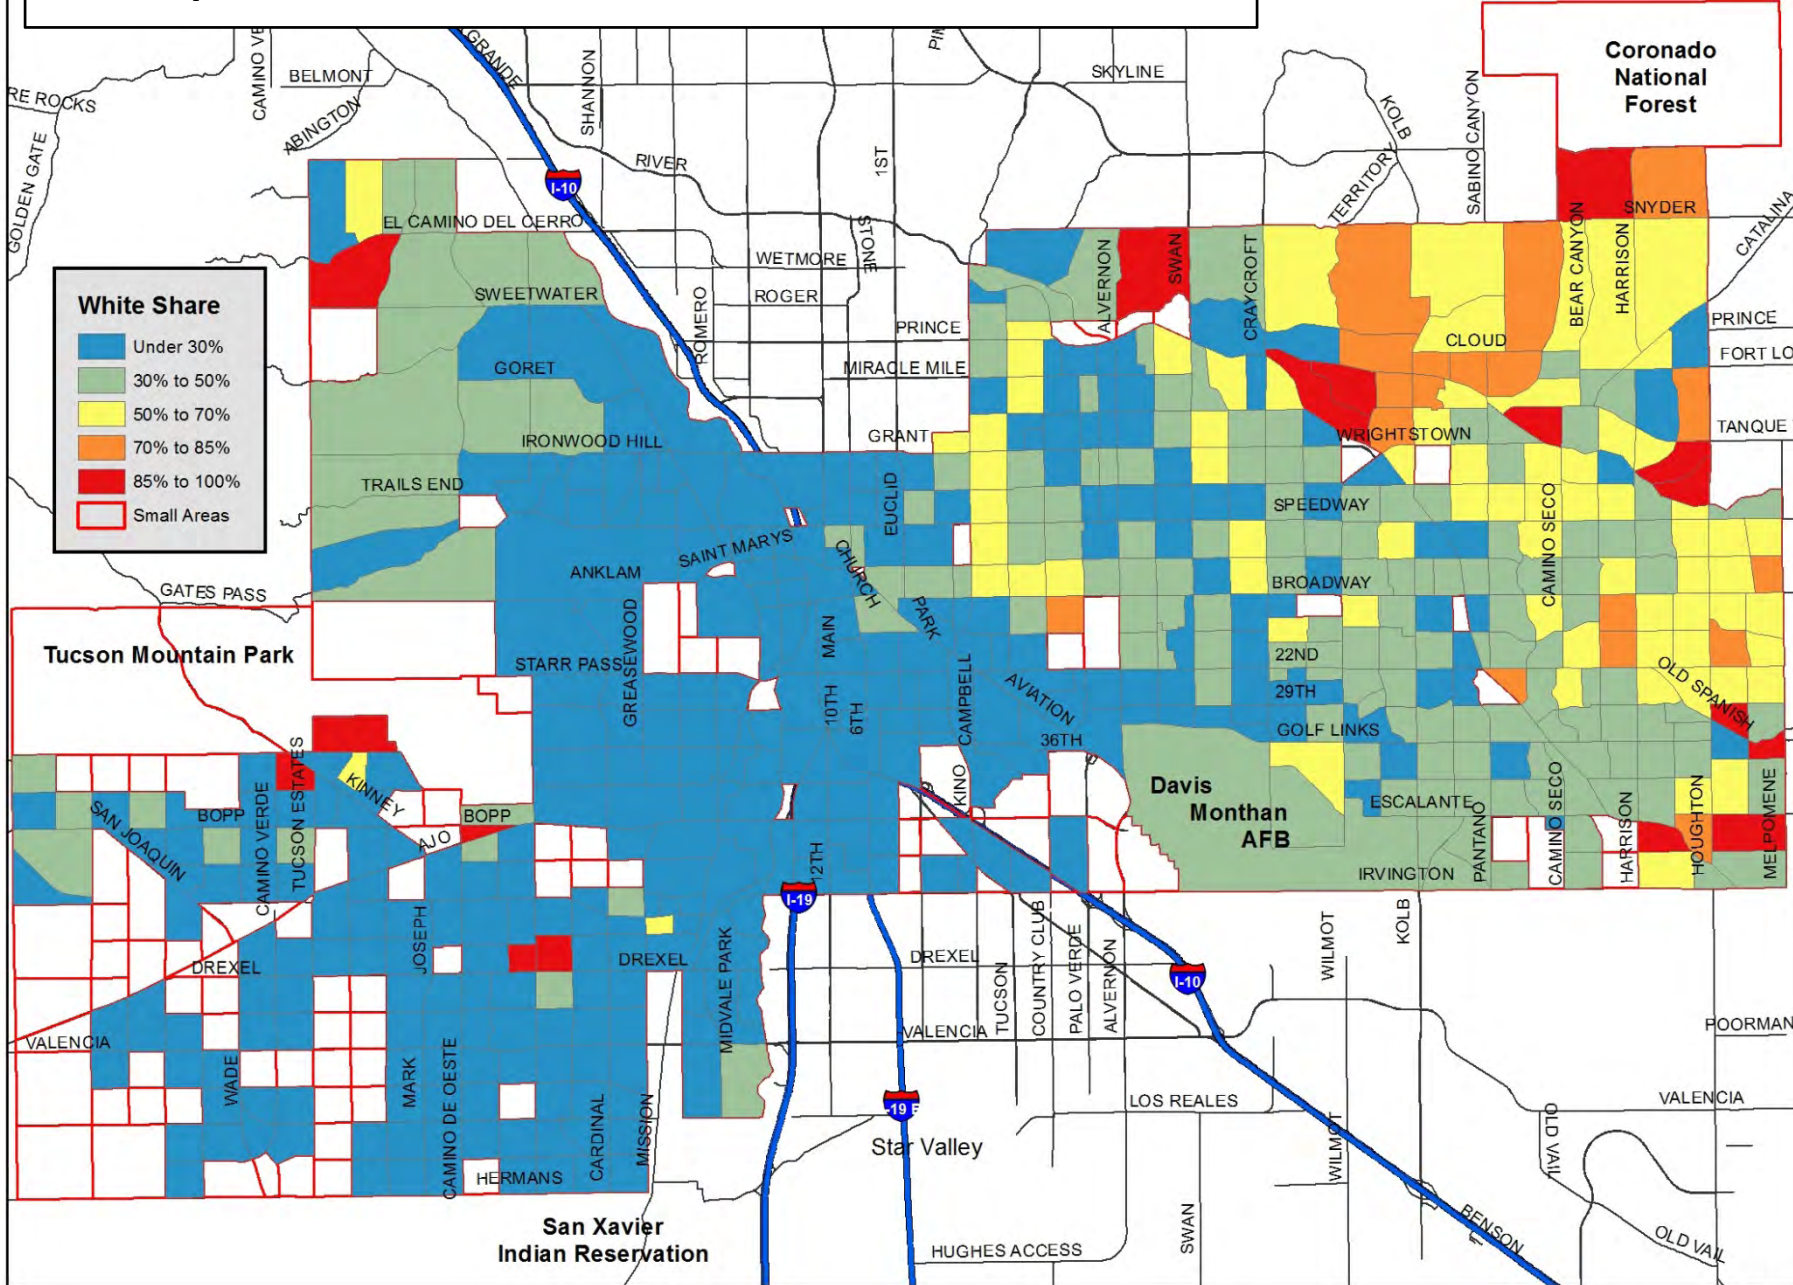 GRANDE
CAMINO VE
BELMONT
SHANNON
SKYLINE
Coronado
National
Forest
RE ROCKS
ABINGTON
KOLB
SABINO CANYON
GOLDEN GATE
RIVER
1ST
TERRITORY
I-10
EL CAMINO DEL CERRO
STONE
BEAR CANYON
SNYDER
HARRISON
CATALINA
WETMORE
ALVERNON
SWAN
CRAYCROFT
White Share
Under 30%
30% to 50%
50% to 70%
70% to 85%
85% to 100%
Small Areas
SWEETWATER
ROMERO
ROGER
PRINCE
CLOUD
PRINCE
GORET
MIRACLE MILE
FORT LO
IRONWOOD HILL
GRANT
WRIGHTSTOWN
TANQUE
TRAILS END
EUCLID
SPEEDWAY
CAMINO SECO
SAINT MARYS
CHURCH
ANKLAM
BROADWAY
GATES PASS
GREASEWOOD
MAIN
PARK
Tucson Mountain Park
STARR PASS
22ND
OLD SPANISH
10TH
6TH
CAMPBELL
AVIATION
29TH
GOLF LINKS
36TH
TUCSON ESTATES
KINNEY
KINO
Davis
Monthan
AFB
SAN JOAQUIN
BOPP
CAMINO VERDE
BOPP
AJO
ESCALANTE
PANTANO
CAMINO SECO
HARRISON
HOUGHTON
MELPOMENE
12TH
IRVINGTON
I-19
JOSEPH
DREXEL
DREXEL
MIDVALE PARK
DREXEL
TUCSON
COUNTRY CLUB
PALO VERDE
ALVERNON
I-10
WILMOT
KOLB
VALENCIA
VALENCIA
POORMAN
WADE
MARK
CAMINO DE OESTE
CARDINAL
MISSION
LOS REALES
VALENCIA
Star Valley
WILMOT
OLD VAIL
HERMANS
San Xavier
Indian Reservation
HUGHES ACCESS
SWAN
BENSON
OLD VAIL